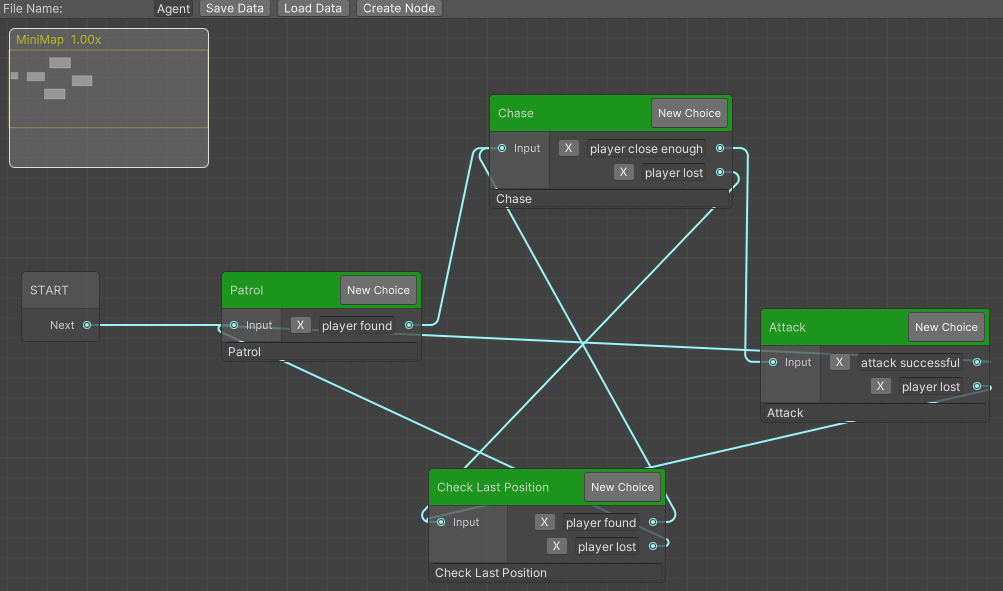 File Name: Agent Save Data Load Data Create Node
MiniMap 1.00x
Chase New Choice
Input X player close enough
X player lost
Chase
START
Next
Patrol New Choice
Input X player found
Patrol
Attack New Choice
Input X attack successful
X player lost
Attack
Check Last Position New Choice
Input X player found
X player lost
Check Last Position